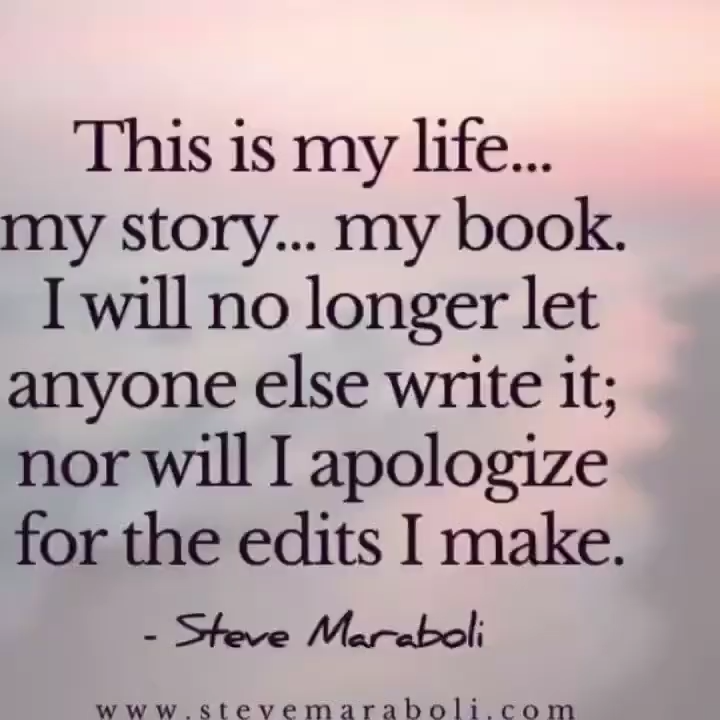 This is my life...
my story... my book.
I will no longer let
anyone else write it;
nor will I apologize
for the edits I make.
- Steve Maraboli
www.stevemaraboli.com